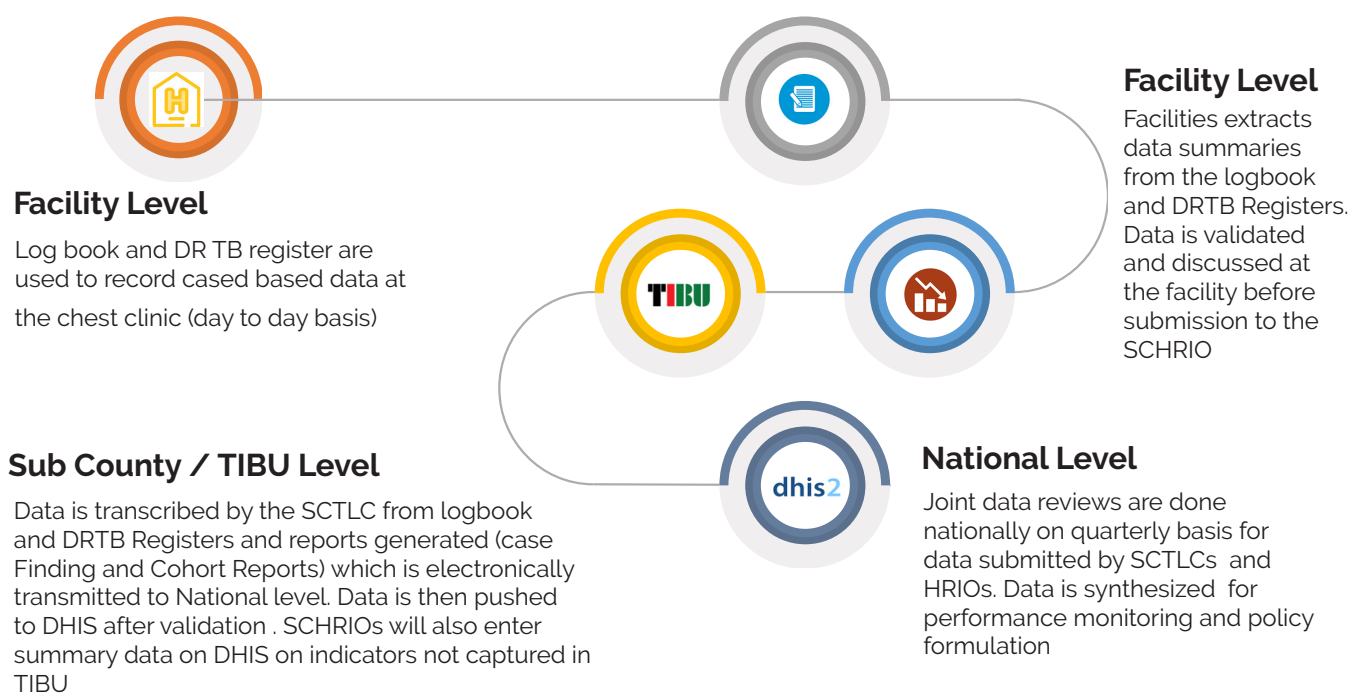 H
Facility Level
Log book and DR TB register are
used to record cased based data at
the chest clinic (day to day basis)
Facility Level
Facilities extracts
data summaries
from the logbook
and DRTB Registers.
Data is validated
and discussed at
the facility before
submission to the
SCHRIO
TIBU
dhis2
Sub County / TIBU Level
Data is transcribed by the SCTLC from logbook
and DRTB Registers and reports generated (case
Finding and Cohort Reports) which is electronically
transmitted to National level. Data is then pushed
to DHIS after validation . SCHRIOs will also enter
summary data on DHIS on indicators not captured in
TIBU
National Level
Joint data reviews are done
nationally on quarterly basis for
data submitted by SCTLCs and
HRIOs. Data is synthesized for
performance monitoring and policy
formulation